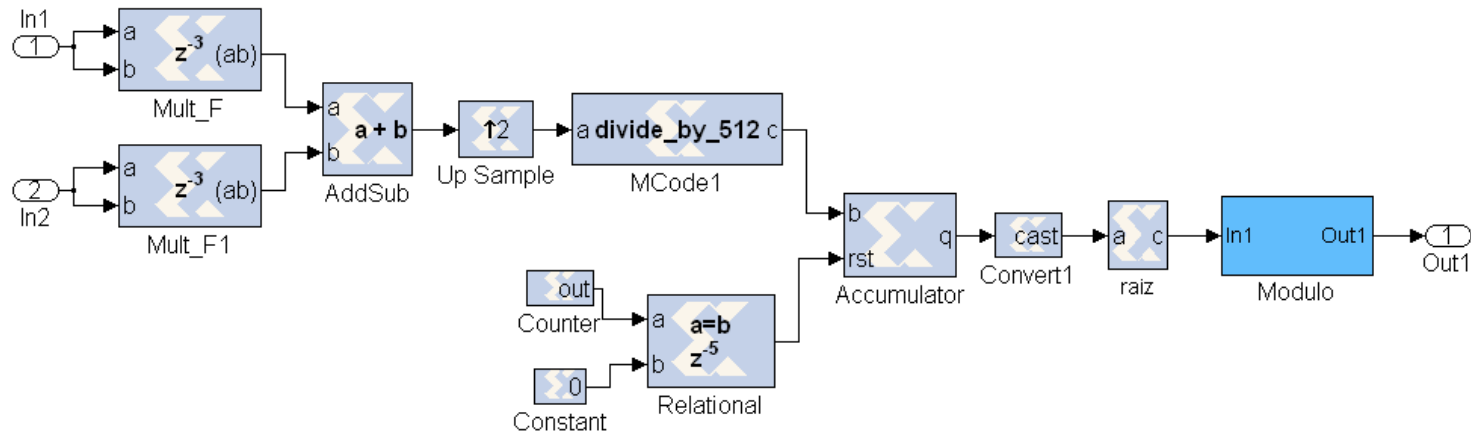 In1
1
a
b
z-3
(ab)
Mult_F
2
In2
a
b
z-3
(ab)
Mult_F1
a
b
a + b
AddSub
↑2
Up Sample
a divide_by_512 c
MCode1
out
Counter
0
Constant
a
b
a=b
z-5
Relational
b
rst
q
Accumulator
cast
Convert1
a c
raiz
In1 Out1
Modulo
1
Out1